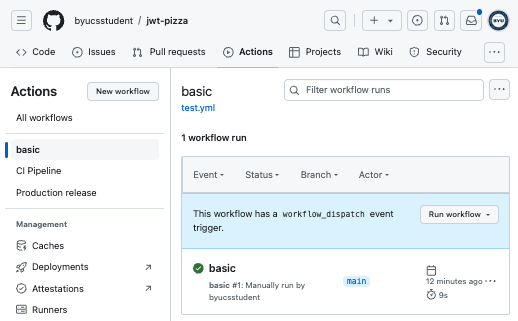 byucsstudent / jwt-pizza
BYU
Code
Issues
Pull requests
Actions
Projects
Wiki
Security
Actions
New workflow
All workflows
basic
CI Pipeline
Production release
Management
Caches
Deployments
Attestations
Runners
basic
test.yml
Filter workflow runs
1 workflow run
Event
Status
Branch
Actor
This workflow has a workflow_dispatch event
trigger.
Run workflow
basic
basic #1: Manually run by
byucsstudent
main
12 minutes ago
9s